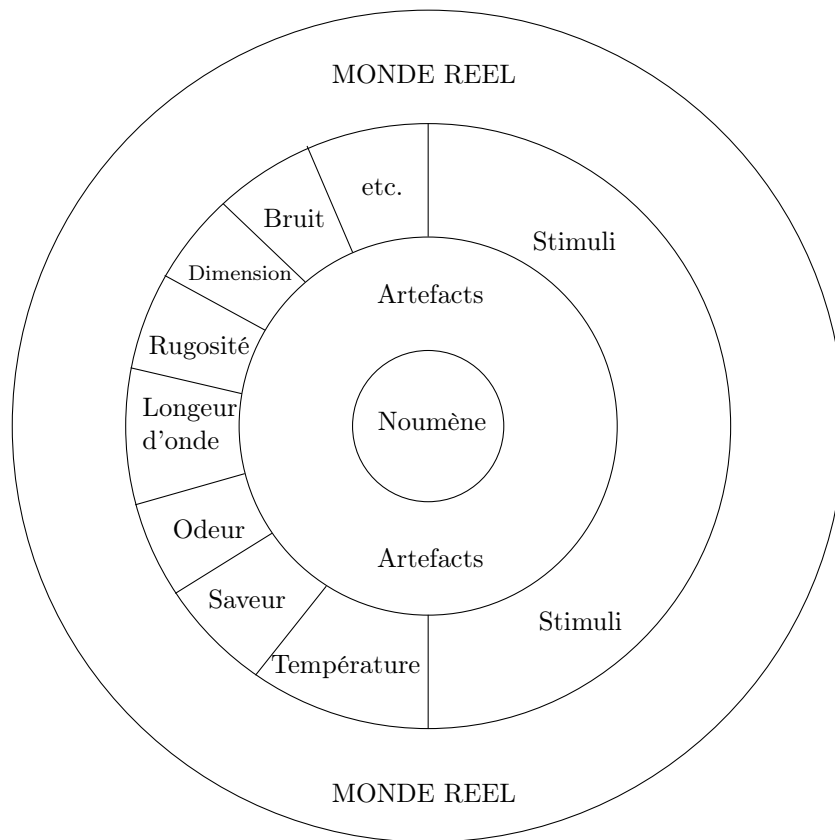 MONDE REEL
etc.
Bruit
Stimuli
Dimension
Artefacts
Rugosité
Longeur
d'onde
Noumène
Odeur
Artefacts
Saveur
Stimuli
Température
MONDE REEL